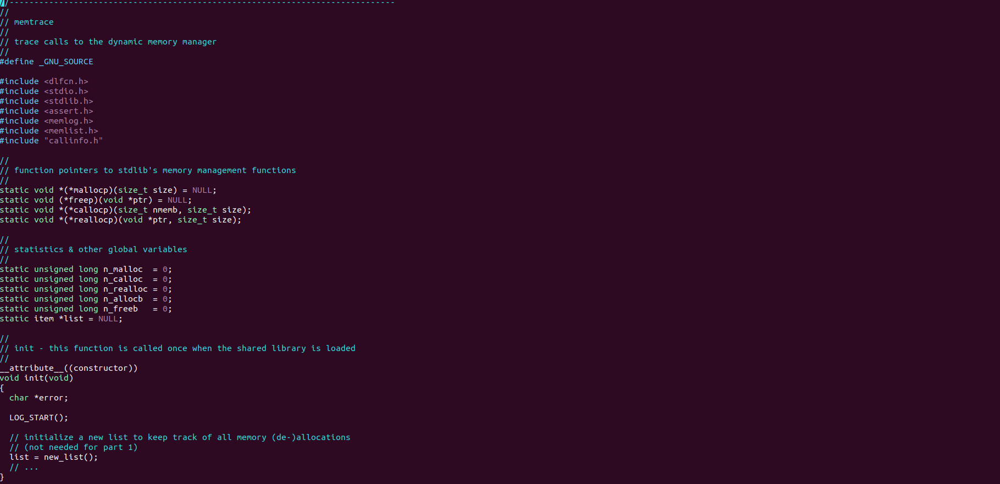 //------------------------------------------------------------------------------
//
// memtrace
//
// trace calls to the dynamic memory manager
//
#define _GNU_SOURCE

#include <dlfcn.h>
#include <stdio.h>
#include <stdlib.h>
#include <assert.h>
#include <memlog.h>
#include <memlist.h>
#include "callinfo.h"

//
// function pointers to stdlib's memory management functions
//
static void *(*mallocp)(size_t size) = NULL;
static void (*freep)(void *ptr) = NULL;
static void *(*callocp)(size_t nmemb, size_t size);
static void *(*reallocp)(void *ptr, size_t size);

//
// statistics & other global variables
//
static unsigned long n_malloc  = 0;
static unsigned long n_calloc  = 0;
static unsigned long n_realloc = 0;
static unsigned long n_allocb  = 0;
static unsigned long n_freeb   = 0;
static item *list = NULL;

//
// init - this function is called once when the shared library is loaded
//
__attribute__((constructor))
void init(void)
{
  char *error;

  LOG_START();

  // initialize a new list to keep track of all memory (de-)allocations
  // (not needed for part 1)
  list = new_list();
  // ...
}